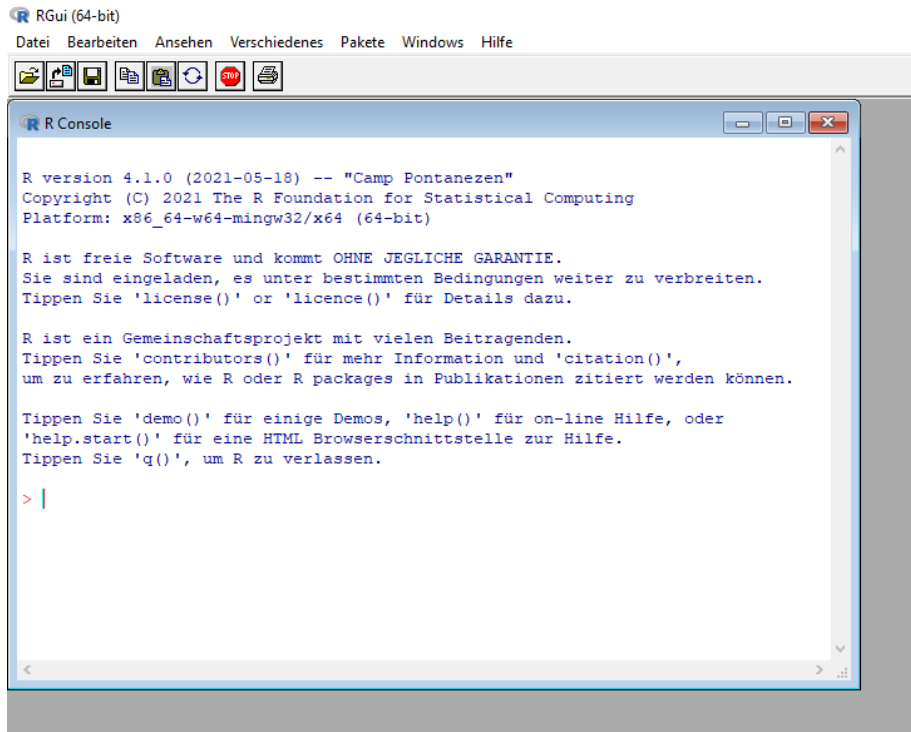 RGui (64-bit)
Datei Bearbeiten Ansehen Verschiedenes Pakete Windows Hilfe
STOP
R Console
R version 4.1.0 (2021-05-18) -- "Camp Pontanezen"
Copyright (C) 2021 The R Foundation for Statistical Computing
Platform: x86_64-w64-mingw32/x64 (64-bit)
R ist freie Software und kommt OHNE JEGLICHE GARANTIE.
Sie sind eingeladen, es unter bestimmten Bedingungen weiter zu verbreiten.
Tippen Sie 'license()' or 'licence()' für Details dazu.
R ist ein Gemeinschaftsprojekt mit vielen Beitragenden.
Tippen Sie 'contributors()' für mehr Information und 'citation()',
um zu erfahren, wie R oder R packages in Publikationen zitiert werden können.
Tippen Sie 'demo()' für einige Demos, 'help()' für on-line Hilfe, oder
'help.start()' für eine HTML Browserschnittstelle zur Hilfe.
Tippen Sie 'q()', um R zu verlassen.
>